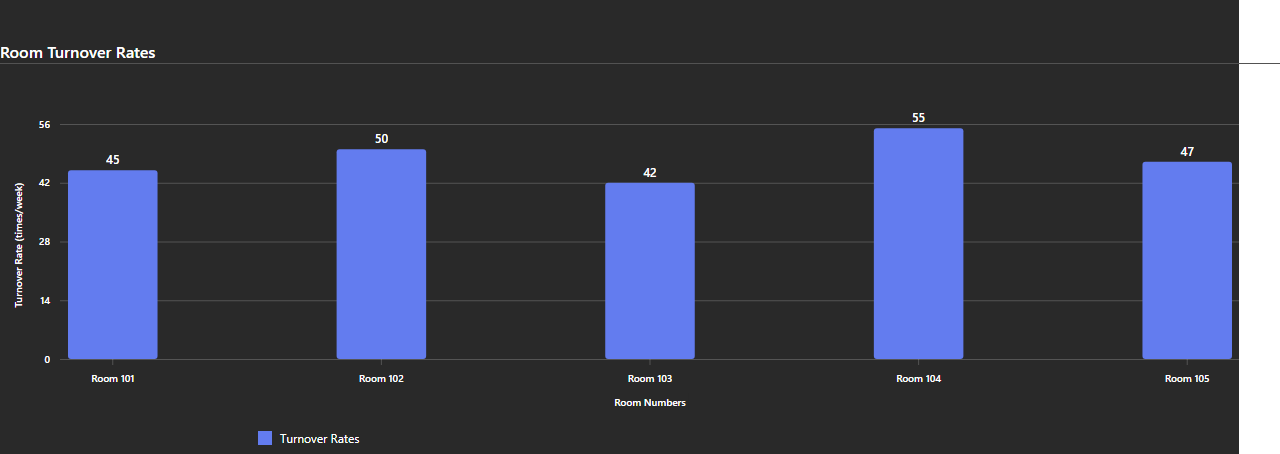 Room Turnover Rates
Turnover Rate (times/week)
56
42
28
14
0
45
50
42
55
47
Room 101
Room 102
Room 103
Room 104
Room 105
Room Numbers
Turnover Rates